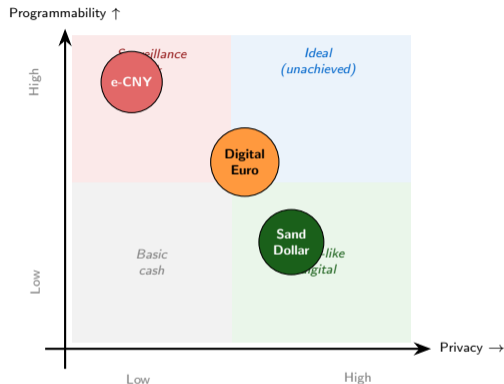 Programmability ↑
High
Low
Surveillance
e-CNY
Ideal
(unachieved)
Digital
Euro
Basic
cash
Sand
Dollar
Privacy →
Low
High